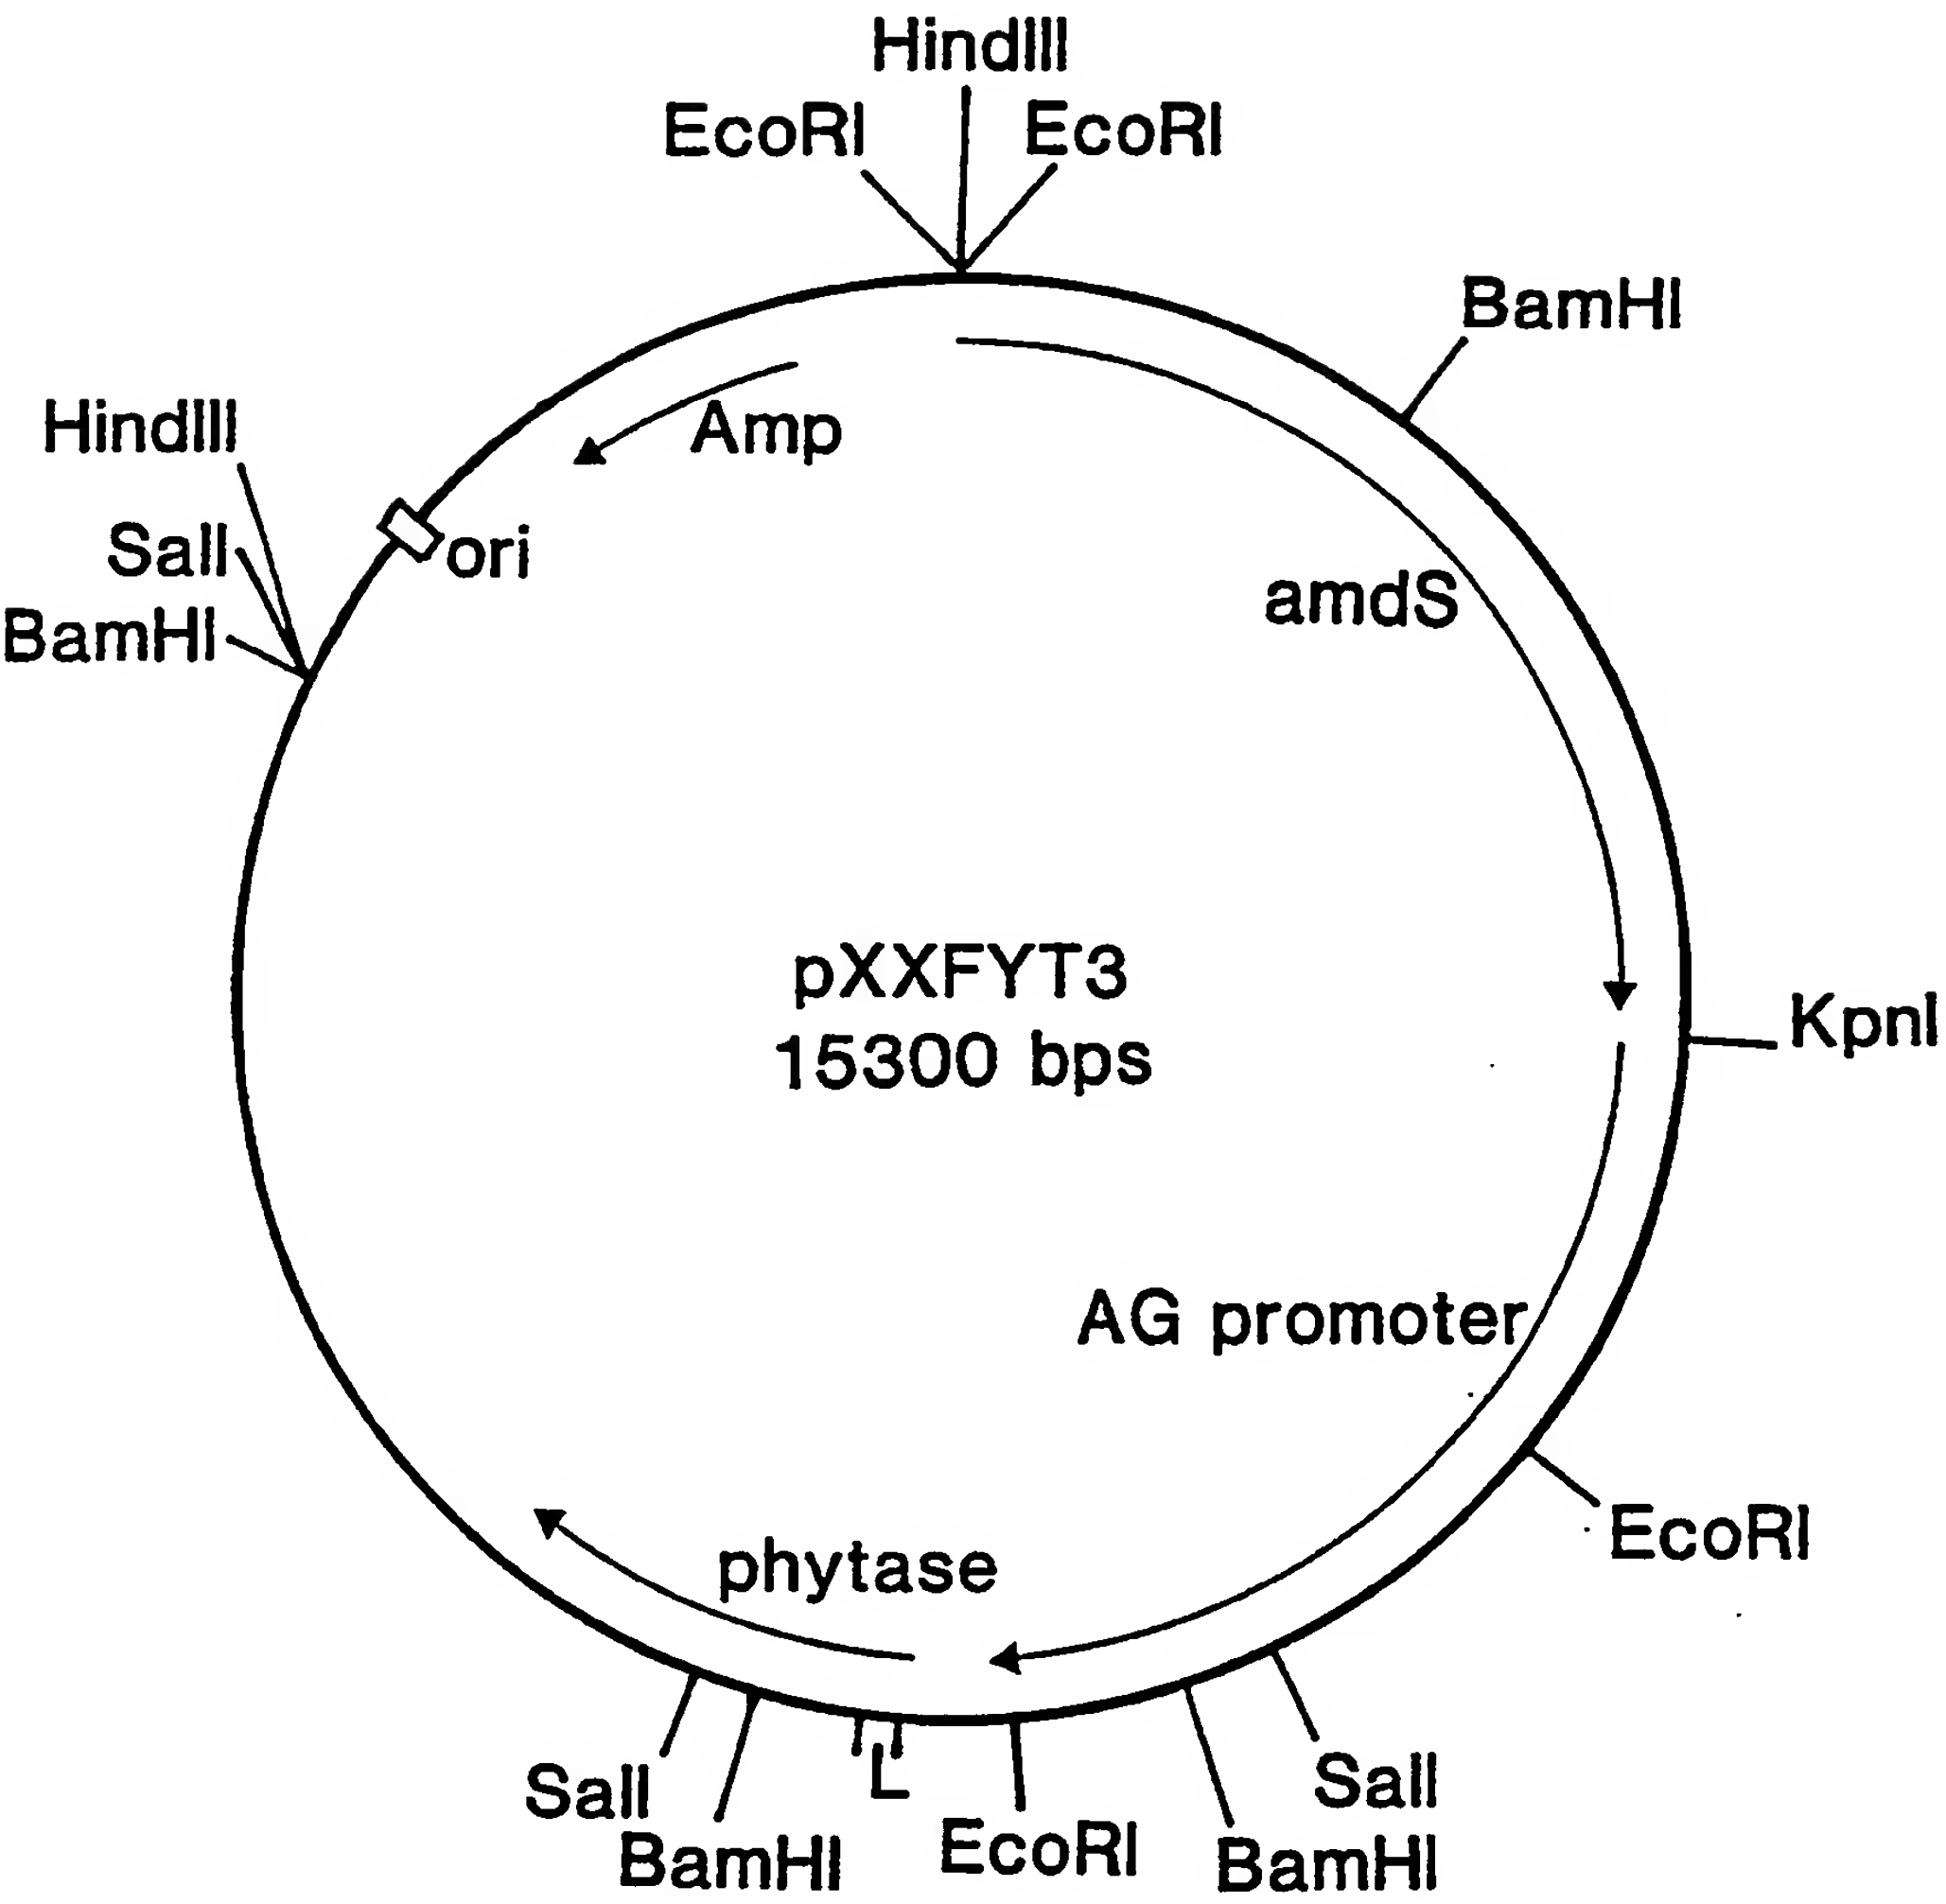 HindIII
EcoRI
EcoRI
BamHI
HindIII
Amp
SalI
ori
amdS
BamHI
pXXFYT3
15300 bps
KpnI
AG promoter
EcoRI
phytase
SalI
L
SalI
BamHI
EcoRI
BamHI